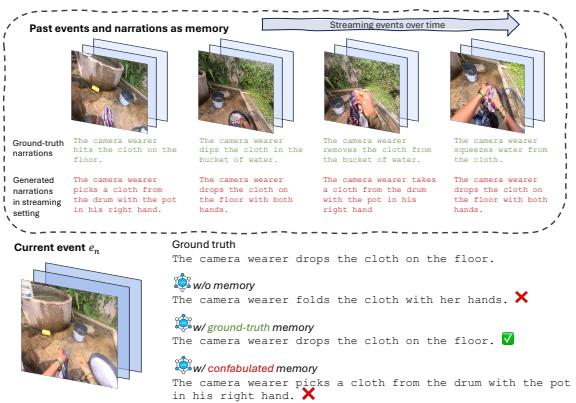 Past events and narrations as memory
Streaming events over time
Ground-truth
narrations
The camera wearer
hits the cloth on the
floor.
The camera wearer
dips the cloth in the
bucket of water.
The camera wearer
removes the cloth from
the bucket of water.
The camera wearer
squeezes water from
the cloth.
Generated
narrations
in streaming
setting
The camera wearer
picks a cloth from
the drum with the pot
in his right hand.
The camera wearer
drops the cloth on
the floor with both
hands.
The camera wearer takes
a cloth from the drum
with the pot in his
right hand
The camera wearer
drops the cloth on
the floor with both
hands.
Current event eₙ
Ground truth
The camera wearer drops the cloth on the floor.
w/o memory
The camera wearer folds the cloth with her hands.
w/ ground-truth memory
The camera wearer drops the cloth on the floor.
w/ confabulated memory
The camera wearer picks a cloth from the drum with the pot
in his right hand.